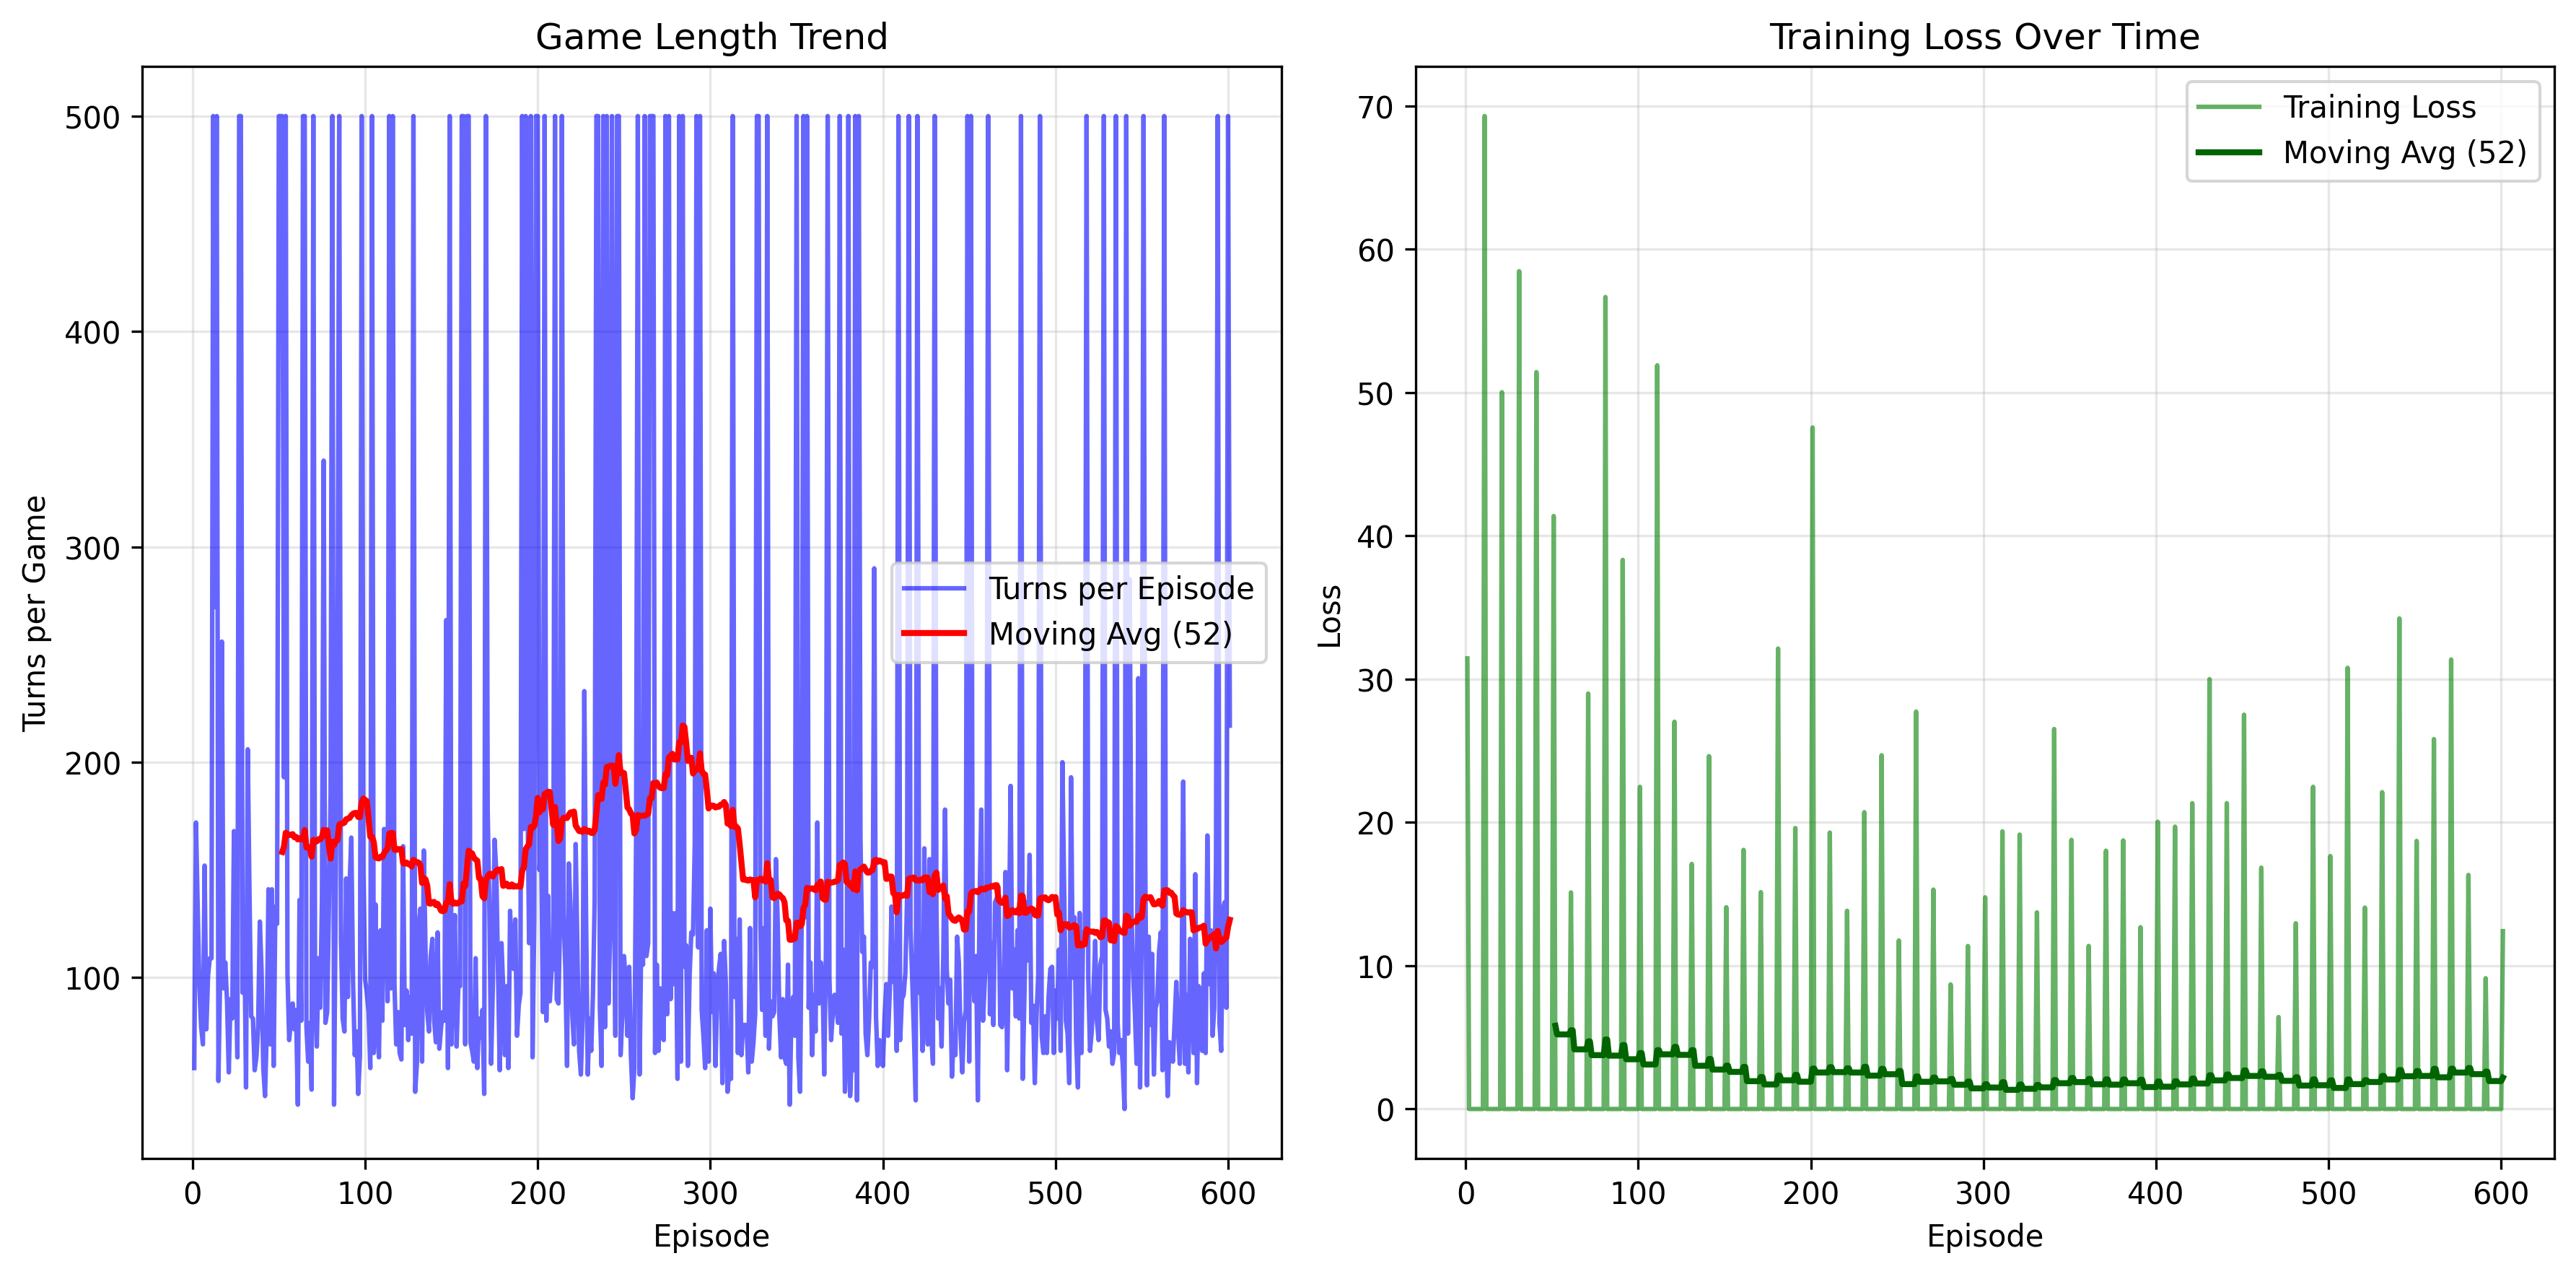 Game Length Trend
Turns per Game
500
400
300
200
100
Turns per Episode
Moving Avg (52)
0 100 200 300 400 500 600
Episode
Training Loss Over Time
Loss
70
60
50
40
30
20
10
0
Training Loss
Moving Avg (52)
0 100 200 300 400 500 600
Episode